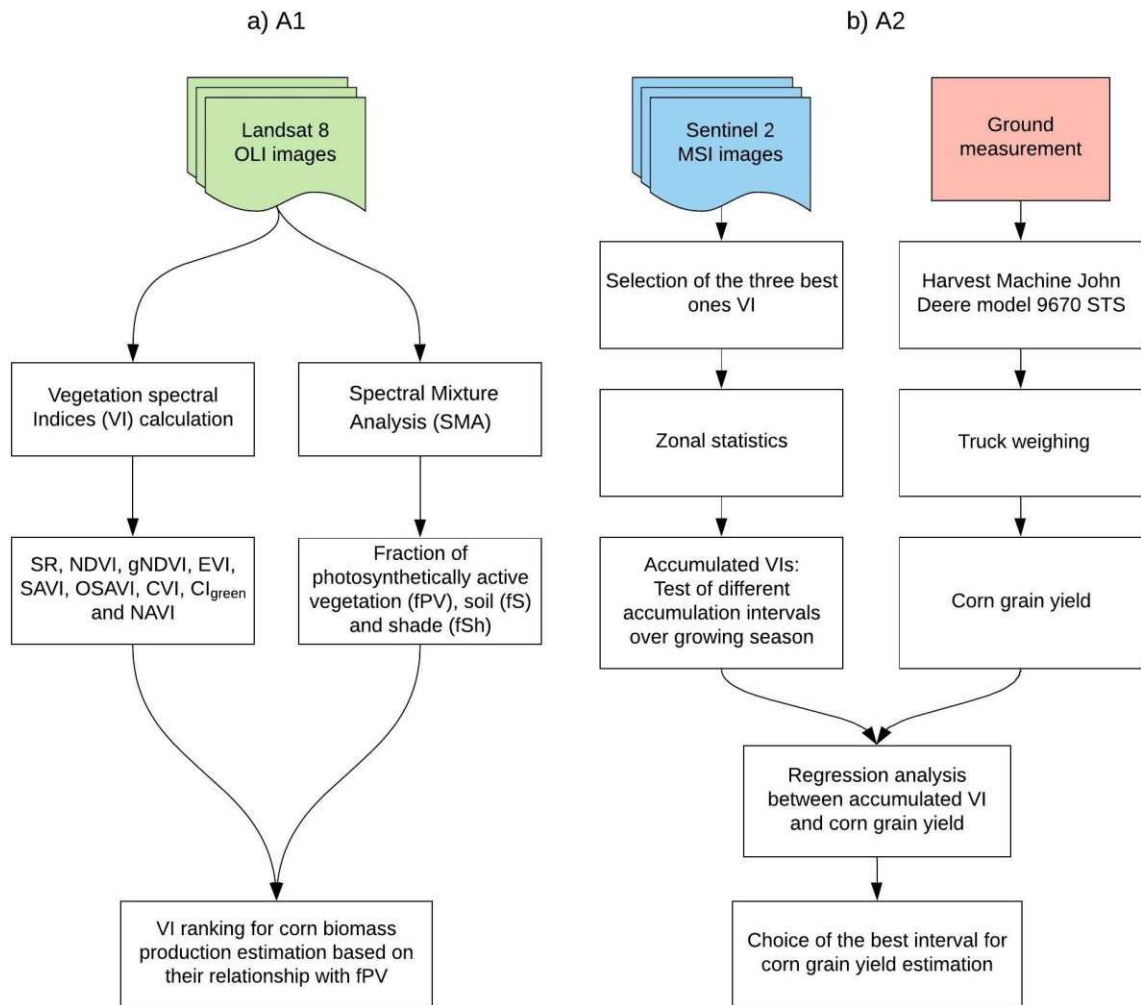 a) A1
Landsat 8
OLI images
Vegetation spectral
Indices (VI) calculation
Spectral Mixture
Analysis (SMA)
SR, NDVI, gNDVI, EVI,
SAVI, OSAVI, CVI, CIgreen
and NAVI
Fraction of
photosynthetically active
vegetation (fPV), soil (fS)
and shade (fSh)
VI ranking for corn biomass
production estimation based on
their relationship with fPV
b) A2
Sentinel 2
MSI images
Ground
measurement
Selection of the three best
ones VI
Harvest Machine John
Deere model 9670 STS
Zonal statistics
Truck weighing
Accumulated VIs:
Test of different
accumulation intervals
over growing season
Corn grain yield
Regression analysis
between accumulated VI
and corn grain yield
Choice of the best interval for
corn grain yield estimation